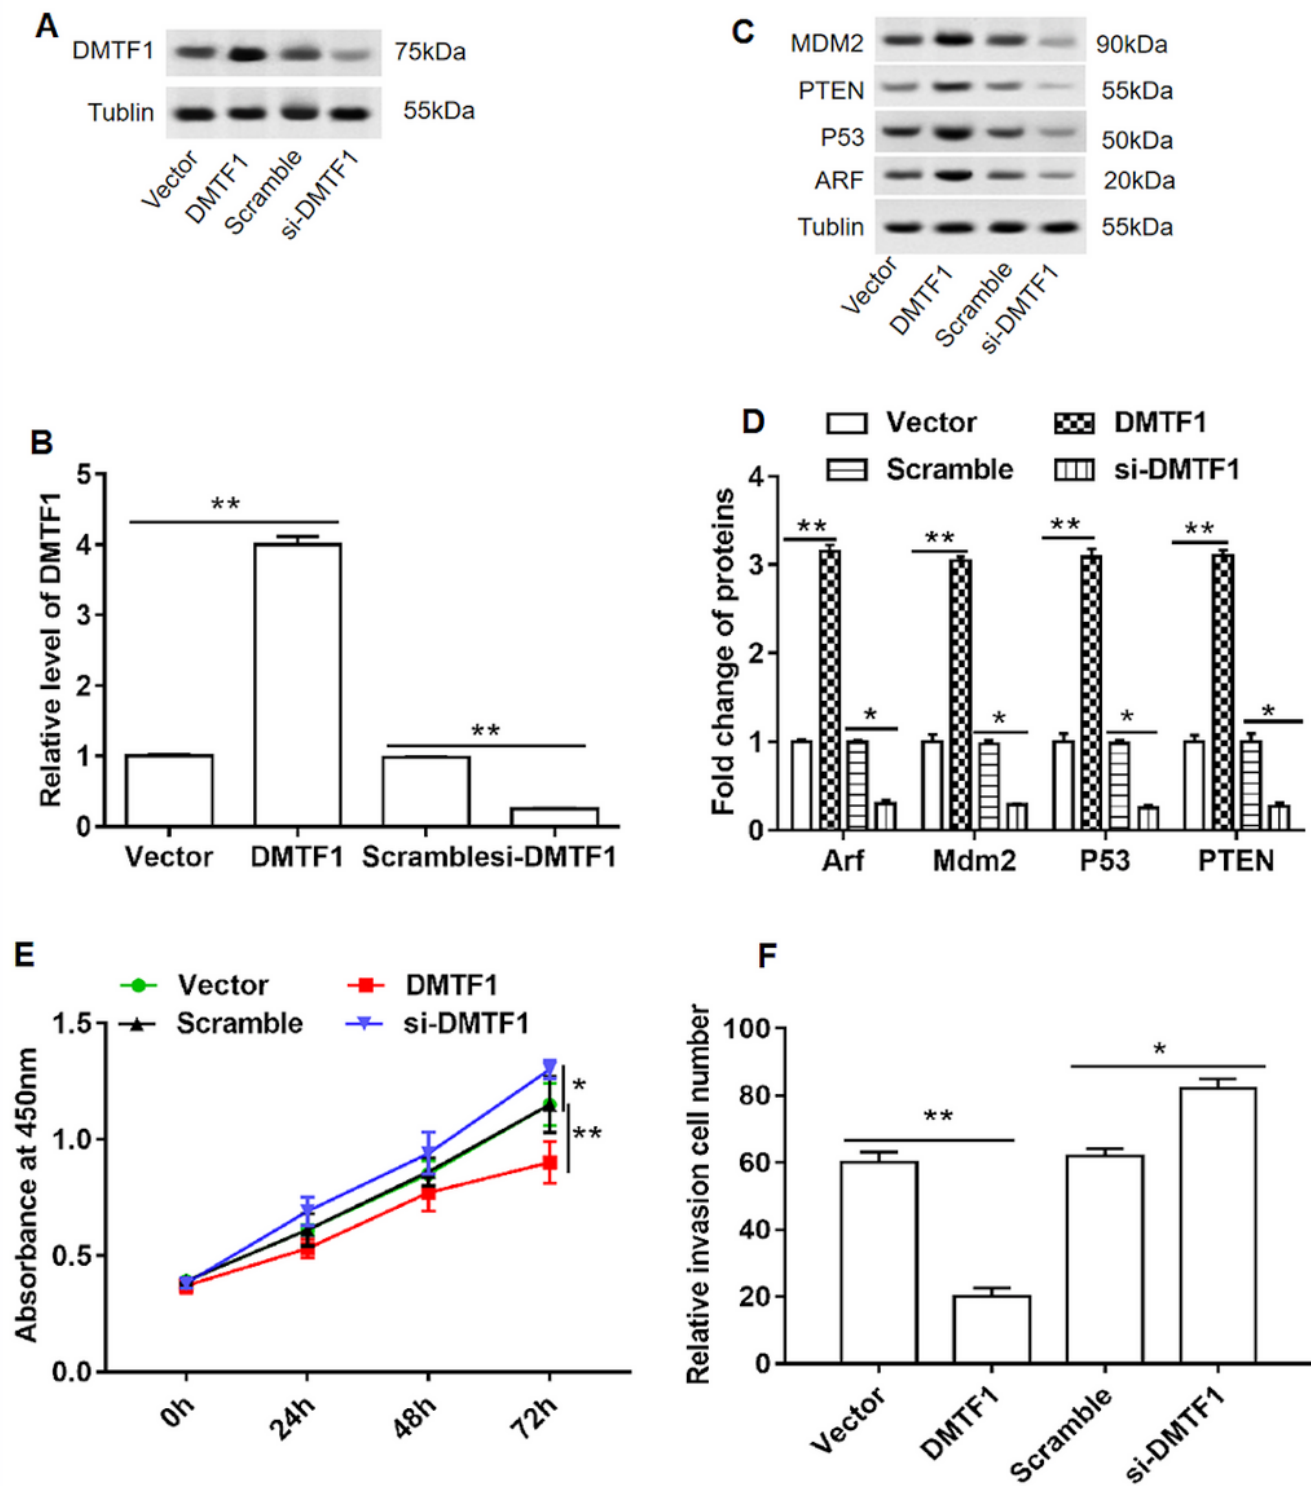 A
DMTF1 75kDa
Tublin 55kDa
Vector DMTF1 Scramble si-DMTF1
C
MDM2 90kDa
PTEN 55kDa
P53 50kDa
ARF 20kDa
Tublin 55kDa
Vector DMTF1 Scramble si-DMTF1
B
Relative level of DMTF1
5
4
3
2
1
0
**
**
Vector DMTF1 Scramblesi-DMTF1
D
Vector DMTF1
Scramble si-DMTF1
Fold change of proteins
4
3
2
1
0
** ** ** **
* * * *
Arf Mdm2 P53 PTEN
E
Vector DMTF1
Scramble si-DMTF1
Absorbance at 450nm
1.5
1.0
0.5
0.0
*
**
0h 24h 48h 72h
F
Relative invasion cell number
100
80
60
40
20
0
**
*
Vector DMTF1 Scramble si-DMTF1